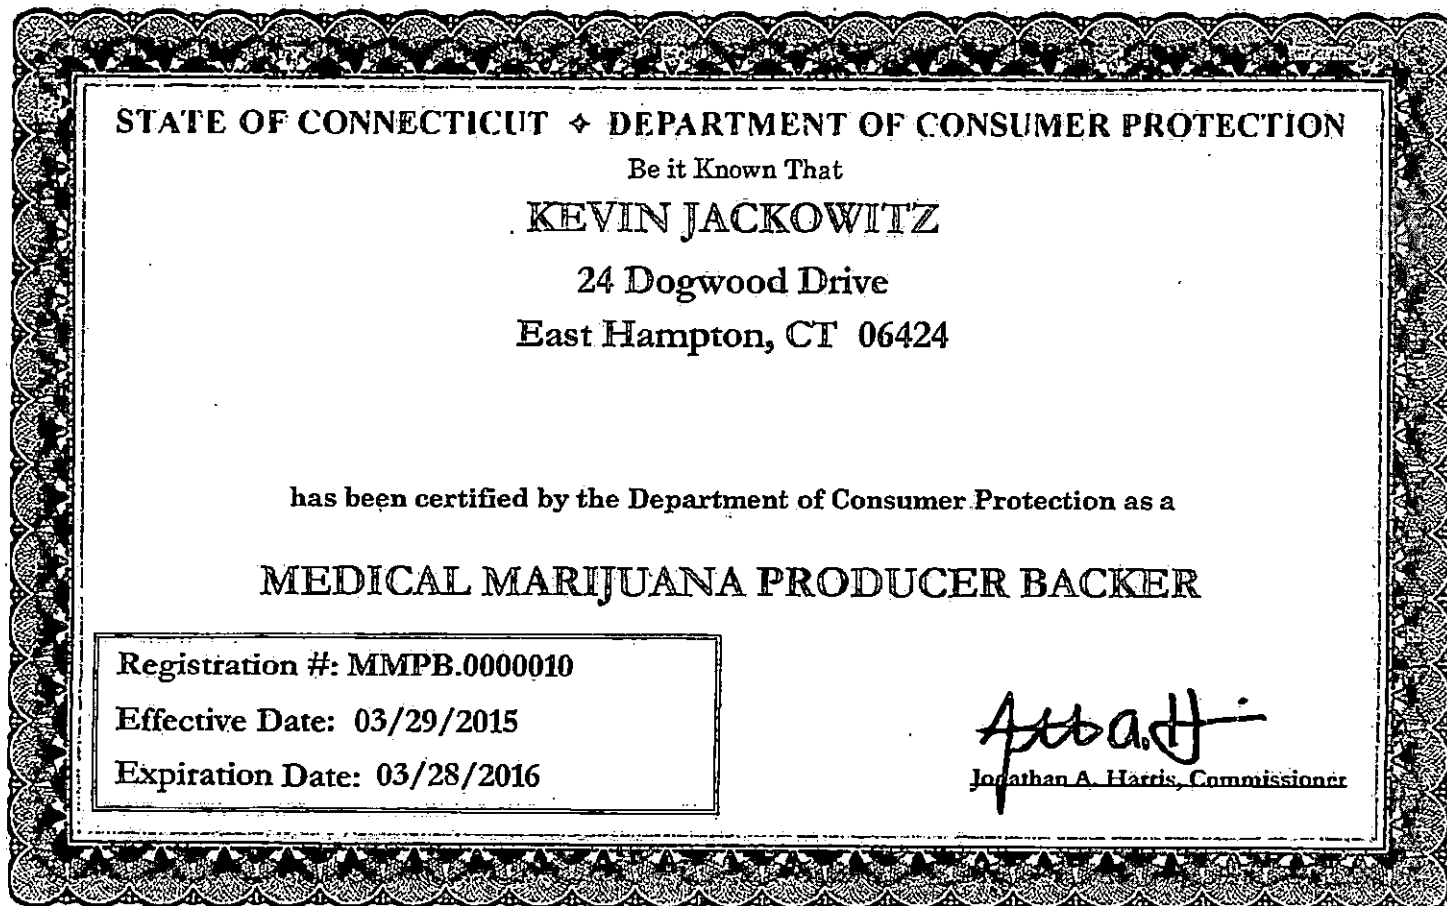 STATE OF CONNECTICUT ✧ DEPARTMENT OF CONSUMER PROTECTION
Be it Known That
KEVIN JACKOWITZ
24 Dogwood Drive
East Hampton, CT 06424
has been certified by the Department of Consumer Protection as a
MEDICAL MARIJUANA PRODUCER BACKER
Registration #: MMPB.0000010
Effective Date: 03/29/2015
Expiration Date: 03/28/2016
Jonathan A. Harris, Commissioner